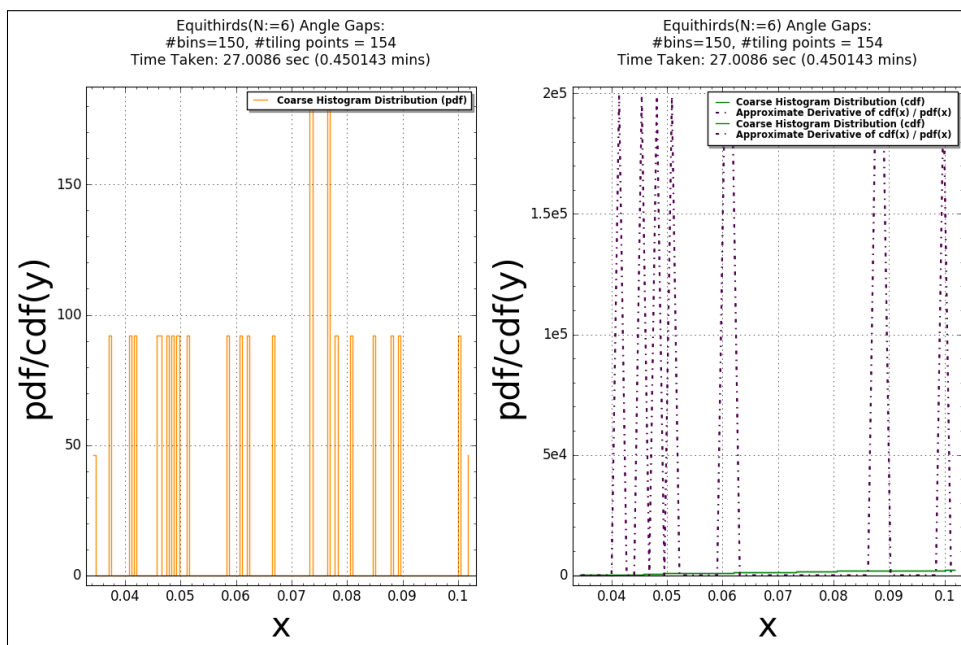 Equithirds(N:=6) Angle Gaps:
#bins=150, #tiling points = 154
Time Taken: 27.0086 sec (0.450143 mins)
Coarse Histogram Distribution (pdf)
150
100
50
0
pdf/cdf(y)
0.04 0.05 0.06 0.07 0.08 0.09 0.1
x
Equithirds(N:=6) Angle Gaps:
#bins=150, #tiling points = 154
Time Taken: 27.0086 sec (0.450143 mins)
Coarse Histogram Distribution (cdf)
Approximate Derivative of cdf(x) / pdf(x)
Coarse Histogram Distribution (cdf)
Approximate Derivative of cdf(x) / pdf(x)
2e5
1.5e5
1e5
5e4
0
pdf/cdf(y)
0.04 0.05 0.06 0.07 0.08 0.09 0.1
x